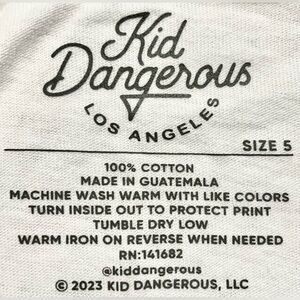 Kid
Dangerous
LOS ANGELES
SIZE 5
100% COTTON
MADE IN GUATEMALA
MACHINE WASH WARM WITH LIKE COLORS
TURN INSIDE OUT TO PROTECT PRINT
TUMBLE DRY LOW
WARM IRON ON REVERSE WHEN NEEDED
RN:141682
@kiddangerous
© 2023 KID DANGEROUS, LLC